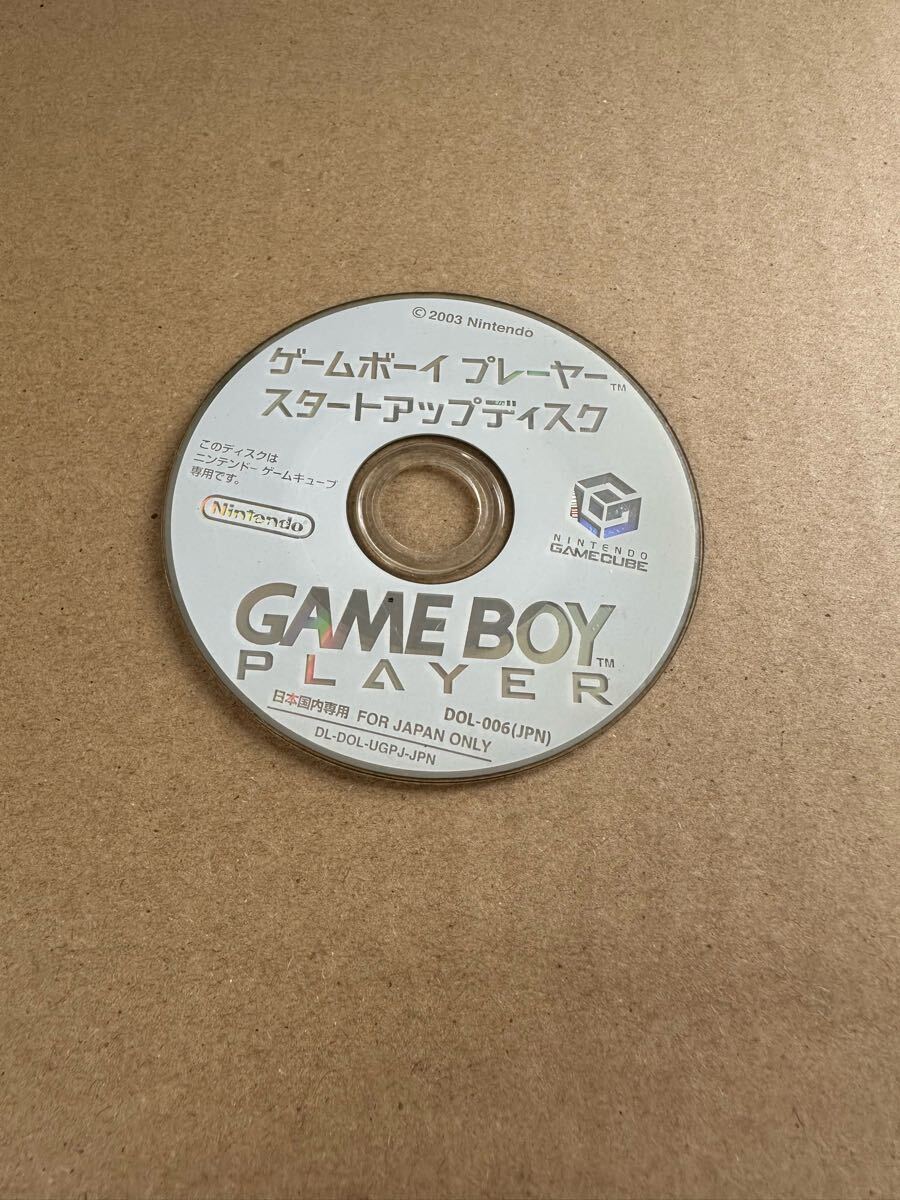 © 2003 Nintendo
ゲームボーイ プレーヤー™
スタートアップディスク
このディスクは
ニンテンドーゲームキューブ
専用です。
Nintendo
NINTENDO
GAMECUBE
GAME BOY™
PLAYER
DOL-006(JPN)
日本国内専用 FOR JAPAN ONLY
DL-DOL-UGPJ-JPN